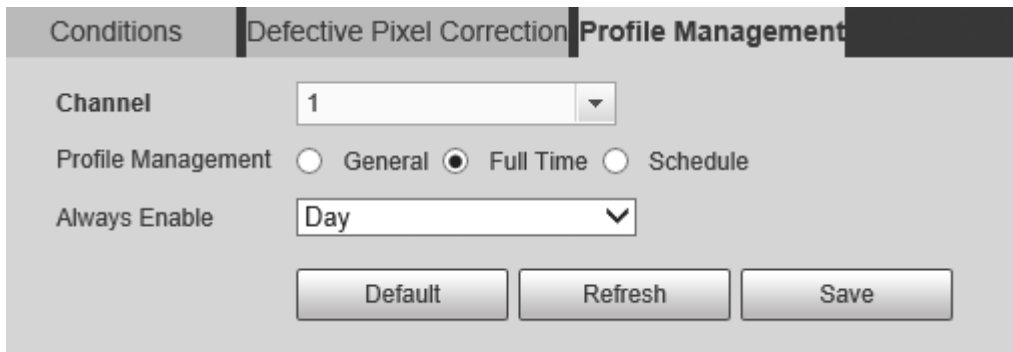 Conditions Defective Pixel Correction Profile Management
Channel 1
Profile Management General Full Time Schedule
Always Enable Day
Default Refresh Save